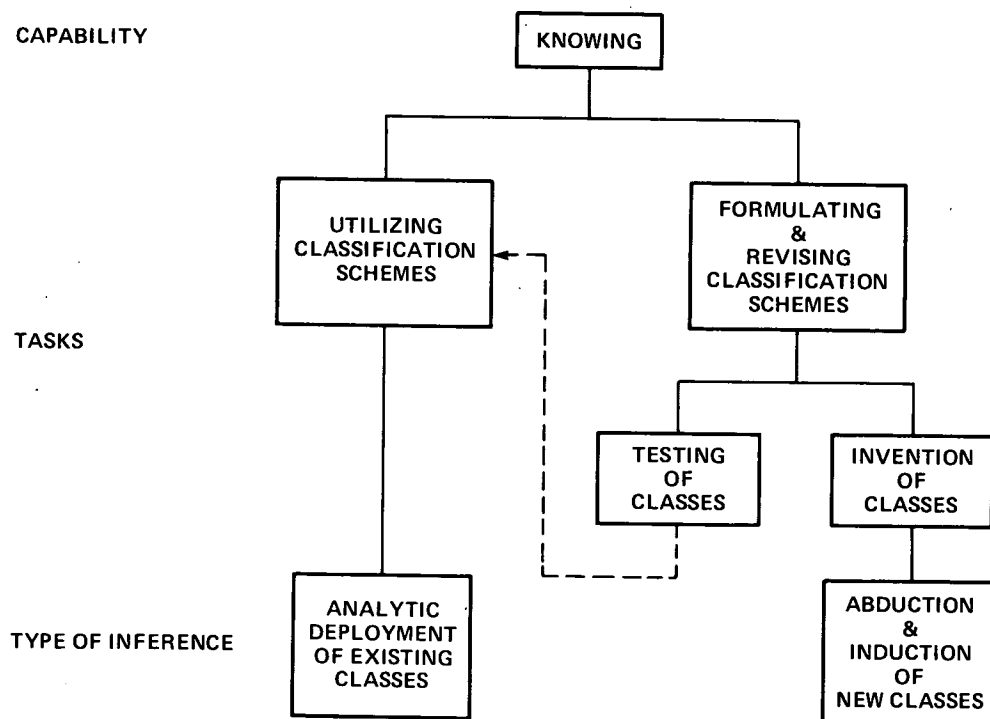 CAPABILITY
KNOWING
UTILIZING
CLASSIFICATION
SCHEMES
FORMULATING
&
REVISING
CLASSIFICATION
SCHEMES
TASKS
TESTING
OF
CLASSES
INVENTION
OF
CLASSES
TYPE OF INFERENCE
ANALYTIC
DEPLOYMENT
OF EXISTING
CLASSES
ABDUCTION
&
INDUCTION
OF
NEW CLASSES